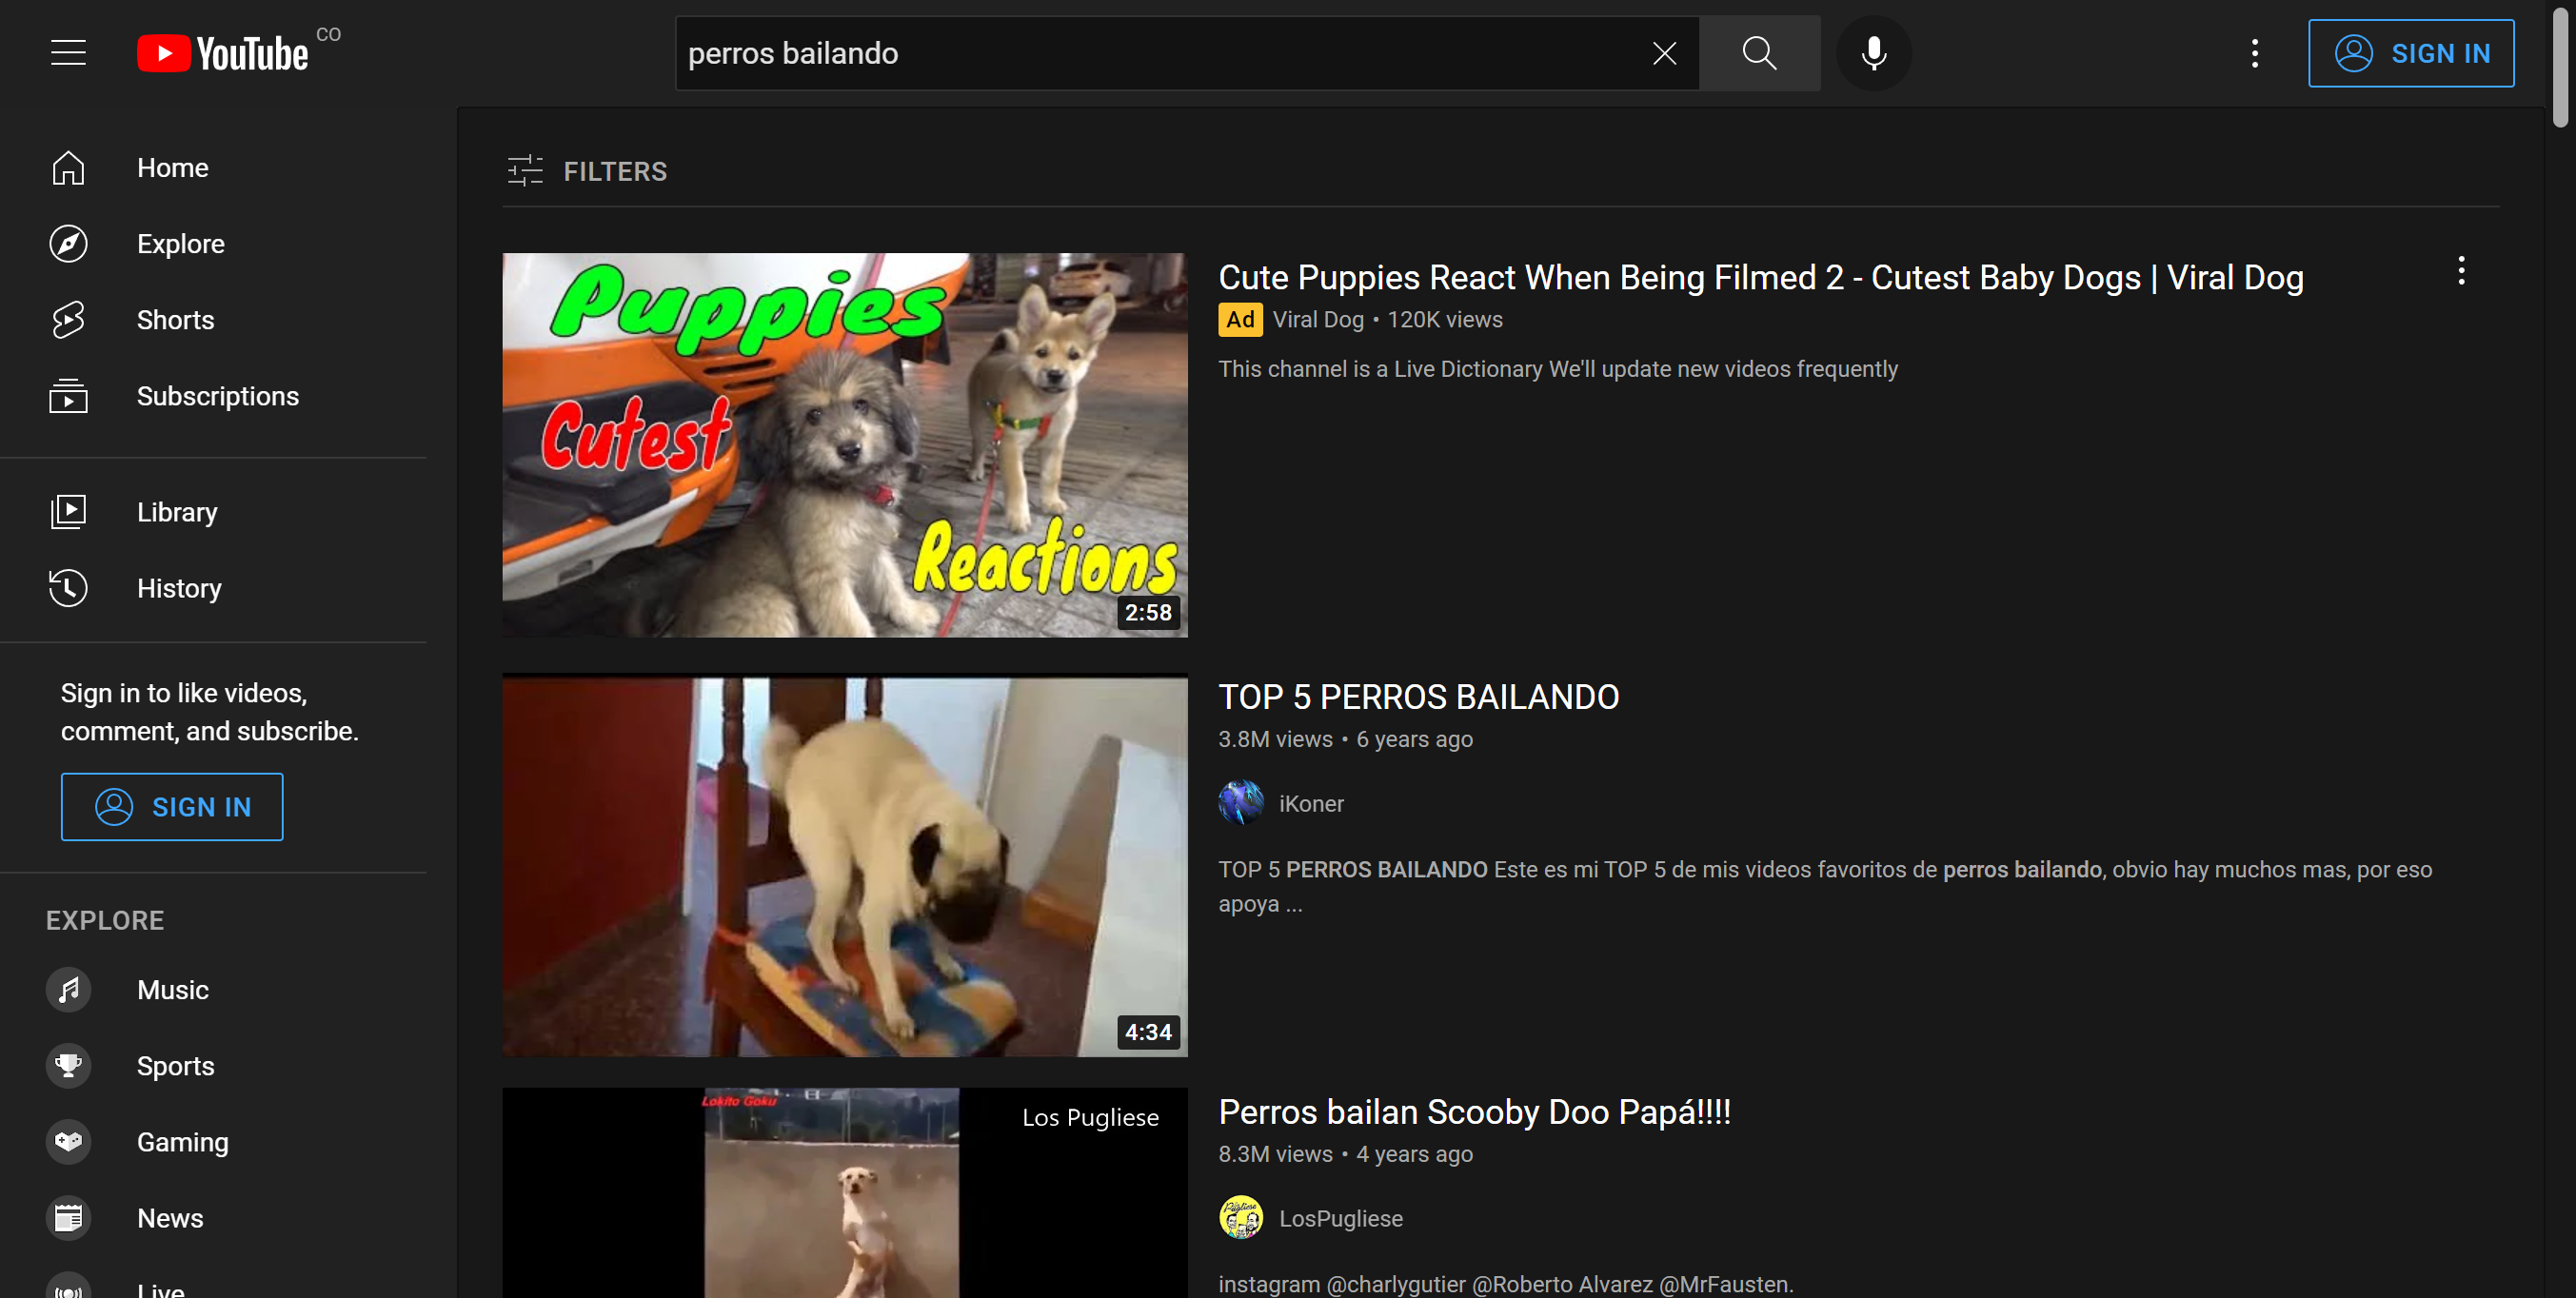 YouTube CO
perros bailando
SIGN IN
Home
Explore
Shorts
Subscriptions
Library
History
Sign in to like videos,
comment, and subscribe.
SIGN IN
EXPLORE
Music
Sports
Gaming
News
Live
FILTERS
Puppies
Cutest
Reactions
2:58
Cute Puppies React When Being Filmed 2 - Cutest Baby Dogs | Viral Dog
Ad Viral Dog • 120K views
This channel is a Live Dictionary We'll update new videos frequently
4:34
TOP 5 PERROS BAILANDO
3.8M views • 6 years ago
iKoner
TOP 5 PERROS BAILANDO Este es mi TOP 5 de mis videos favoritos de perros bailando, obvio hay muchos mas, por eso
apoya ...
Lokito Goku
Los Pugliese
Perros bailan Scooby Doo Papá!!!!
8.3M views • 4 years ago
Pugliese
LosPugliese
instagram @charlygutier @Roberto Alvarez @MrFausten.